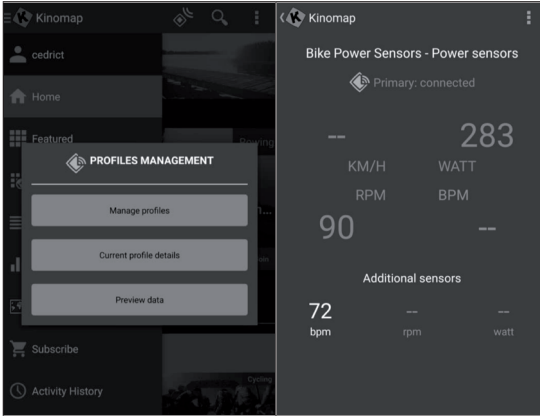 Kinomap
cedrict
Home
Featured
Rowing
PROFILES MANAGEMENT
Manage profiles
Current profile details
Preview data
Subscribe
Activity History
Cycling
Kinomap
Bike Power Sensors - Power sensors
Primary: connected
-- 283
KM/H WATT
RPM BPM
90 --
Additional sensors
72 -- --
bpm rpm watt